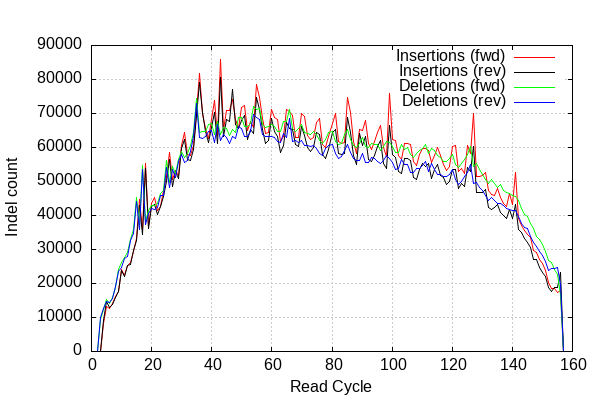 90000
80000
70000
60000
50000
40000
30000
20000
10000
0
Indel count
Insertions (fwd)
Insertions (rev)
Deletions (fwd)
Deletions (rev)
0 20 40 60 80 100 120 140 160
Read Cycle